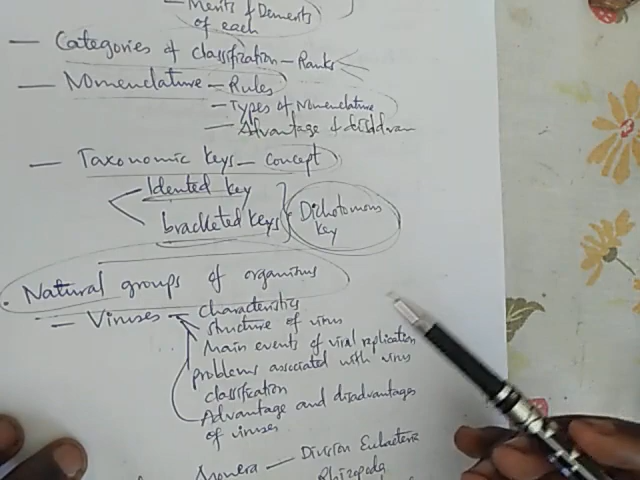 — Merits & Demerits
of each
— Categories of classification — Ranks
— Nomenclature — Rules
— Types of Nomenclature
— Advantage & disadvan
— Taxonomic keys — concept
Idented key
bracketed keys
Dichotomous
key
. Natural groups of organisms
— Viruses — characteristics
structure of virus
Main events of viral replication
problems associated with virus
classification
Advantage and disadvantages
of viruses
Monera — Division Eubacteria
Rhizopoda